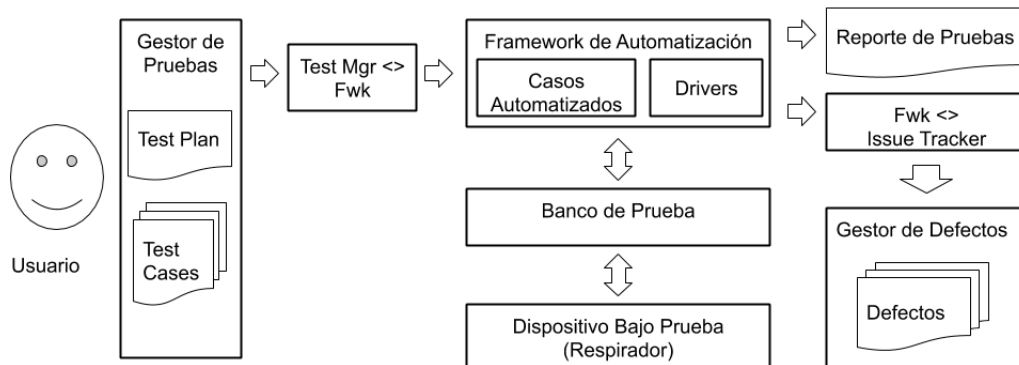 Gestor de
Pruebas
Test Plan
Test
Cases
Usuario
Test Mgr <>
Fwk
Framework de Automatización
Casos
Automatizados
Drivers
Banco de Prueba
Dispositivo Bajo Prueba
(Respirador)
Reporte de Pruebas
Fwk <>
Issue Tracker
Gestor de Defectos
Defectos